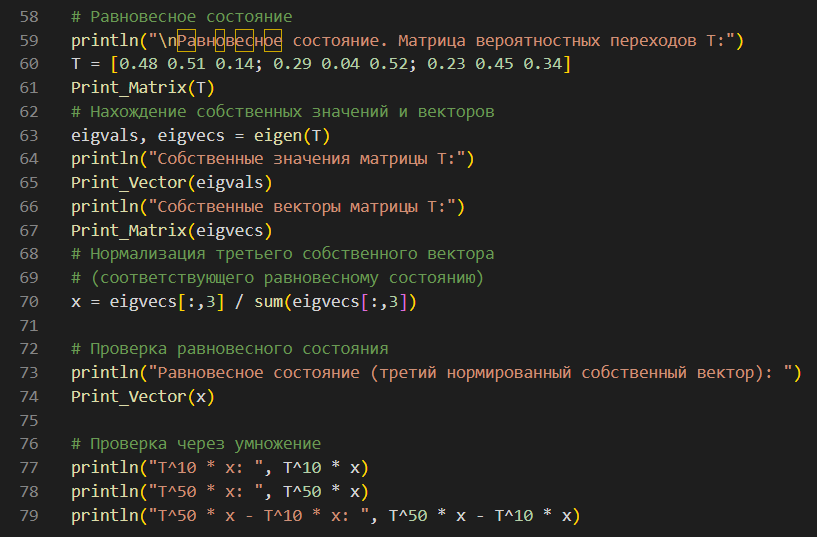 58 # Равновесное состояние
59 println("\nРавновесное состояние. Матрица вероятностных переходов T:")
60 T = [0.48 0.51 0.14; 0.29 0.04 0.52; 0.23 0.45 0.34]
61 Print_Matrix(T)
62 # Нахождение собственных значений и векторов
63 eigvals, eigvecs = eigen(T)
64 println("Собственные значения матрицы T:")
65 Print_Vector(eigvals)
66 println("Собственные векторы матрицы T:")
67 Print_Matrix(eigvecs)
68 # Нормализация третьего собственного вектора
69 # (соответствующего равновесному состоянию)
70 x = eigvecs[:,3] / sum(eigvecs[:,3])
71
72 # Проверка равновесного состояния
73 println("Равновесное состояние (третий нормированный собственный вектор): ")
74 Print_Vector(x)
75
76 # Проверка через умножение
77 println("T^10 * x: ", T^10 * x)
78 println("T^50 * x: ", T^50 * x)
79 println("T^50 * x - T^10 * x: ", T^50 * x - T^10 * x)